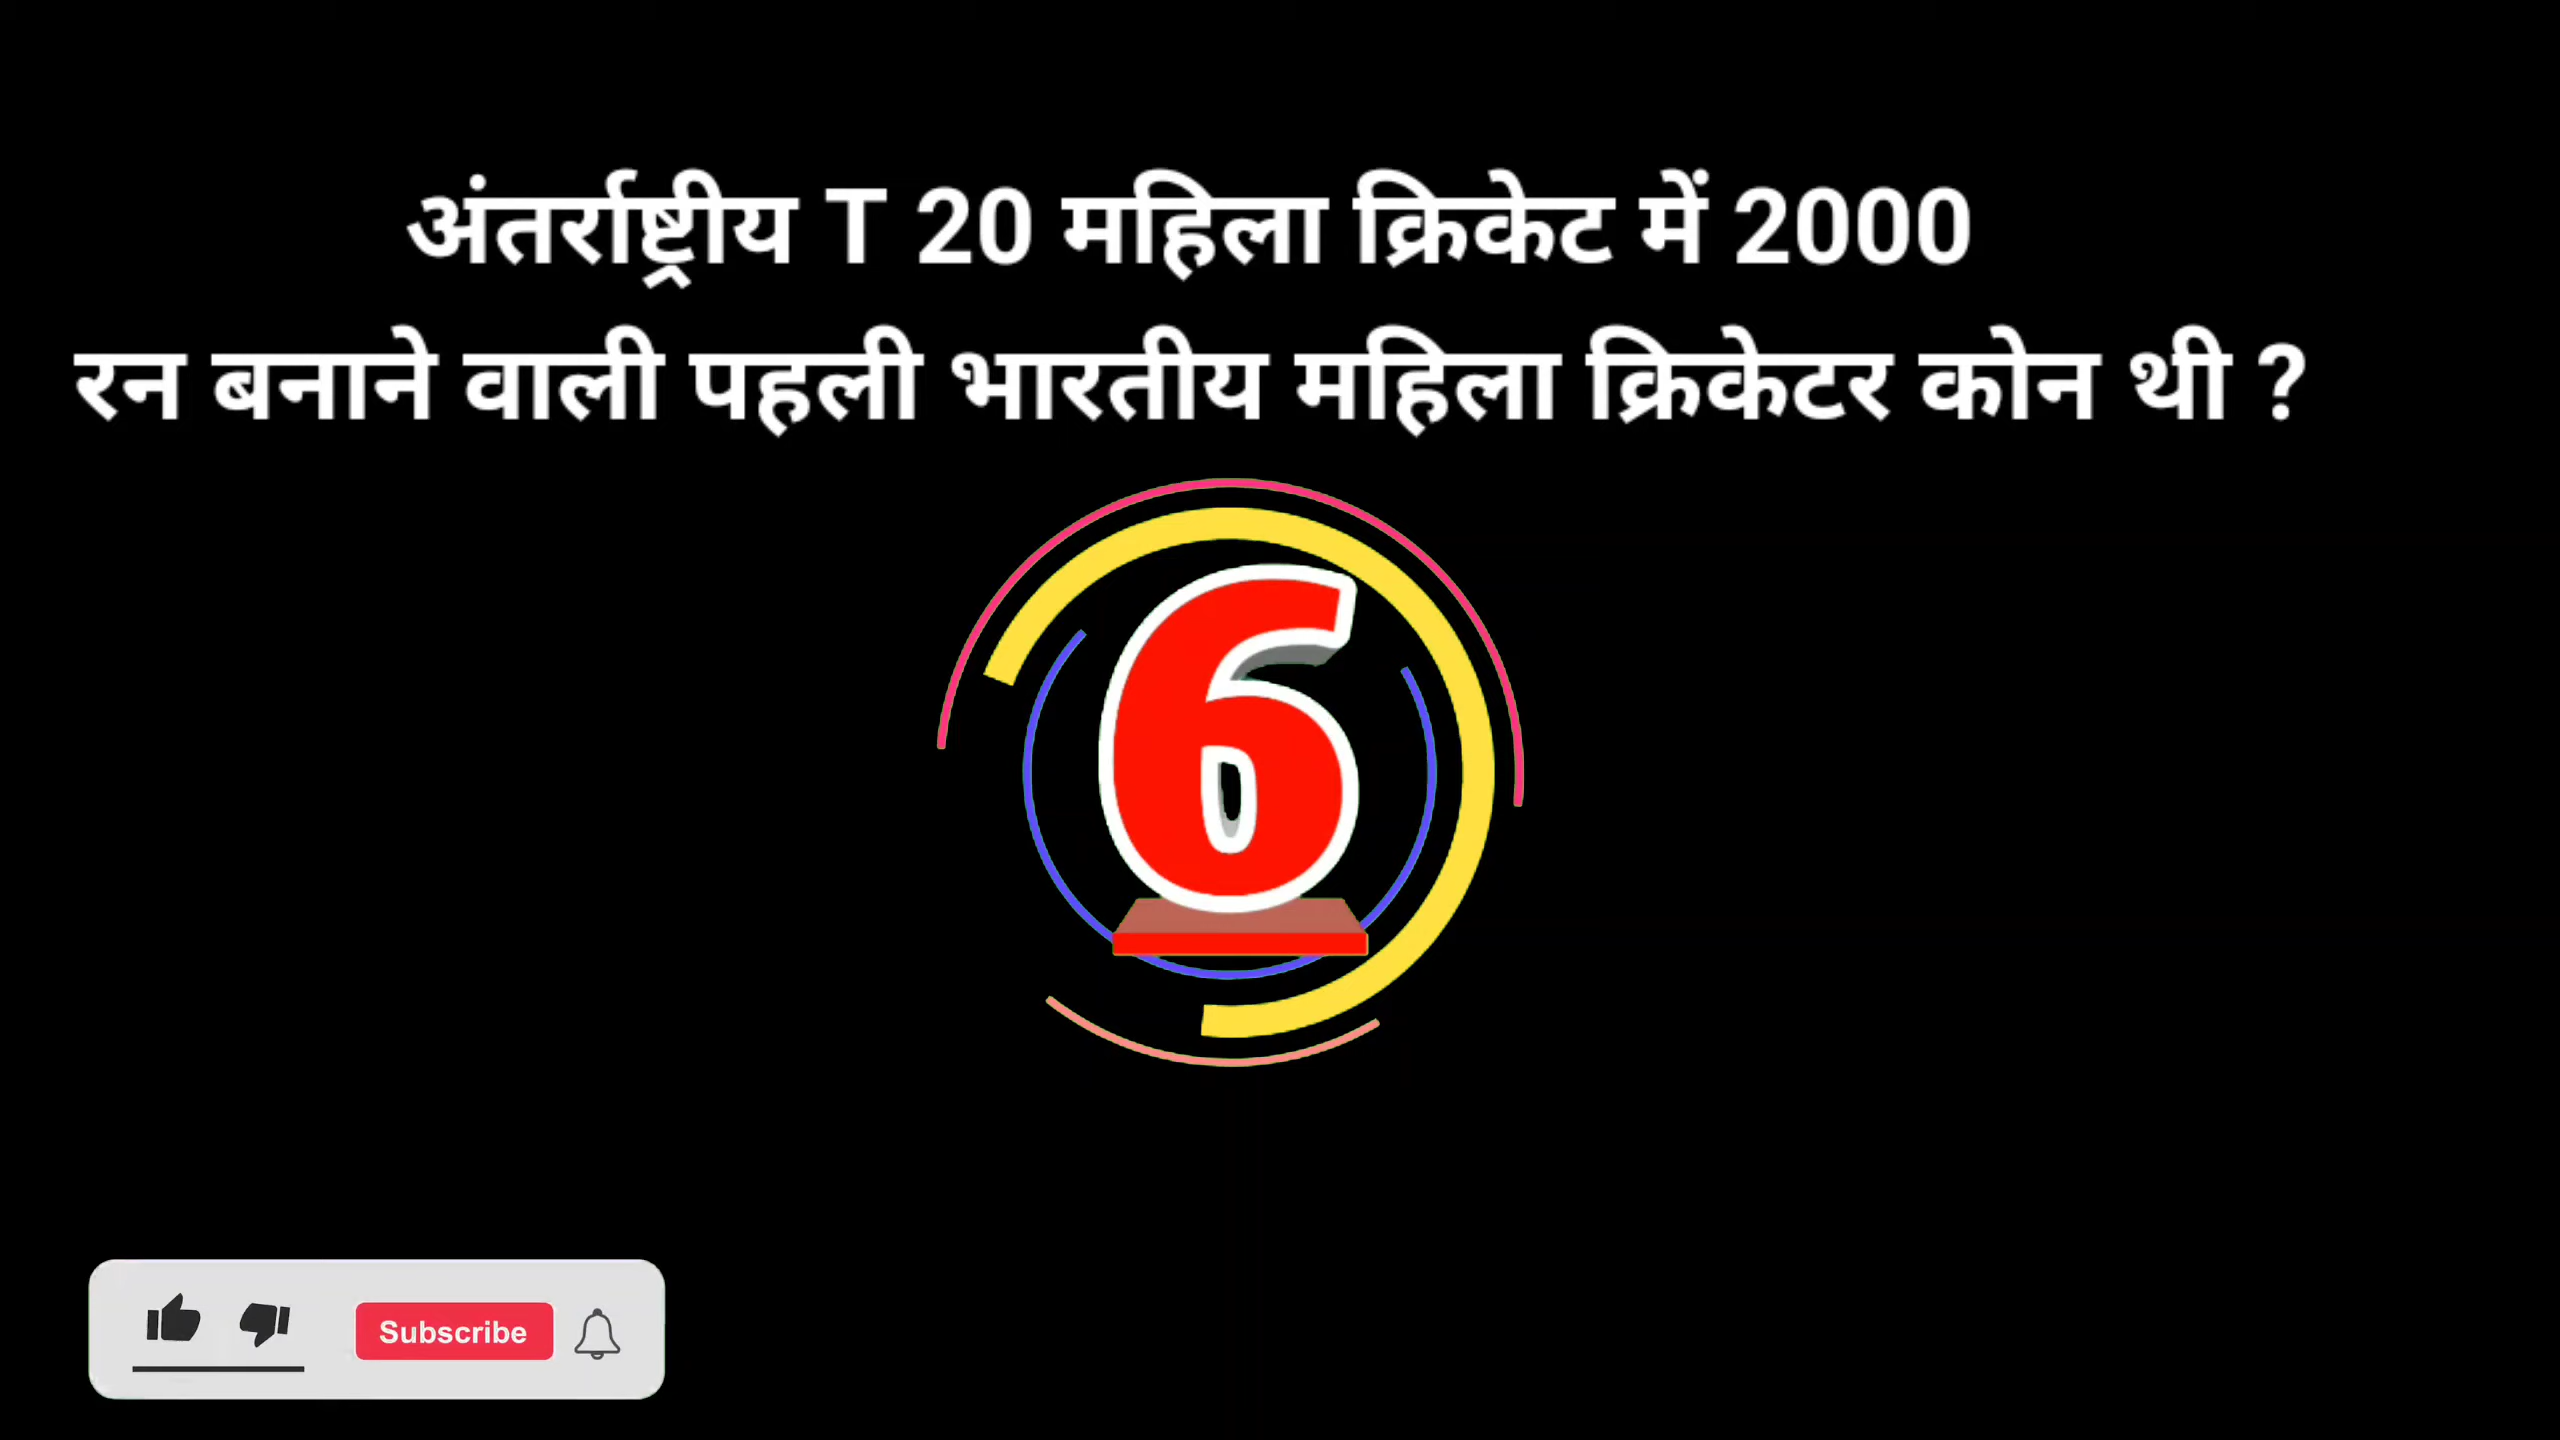 अंतर्राष्ट्रीय T 20 महिला क्रिकेट में 2000
रन बनाने वाली पहली भारतीय महिला क्रिकेटर कोन थी ?
6
Subscribe